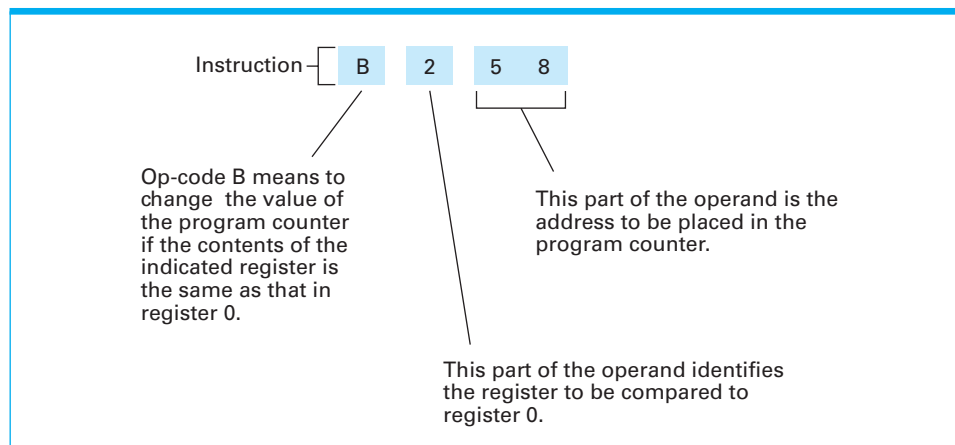 Instruction B 2 5 8
Op-code B means to
change the value of
the program counter
if the contents of the
indicated register is
the same as that in
register 0.
This part of the operand is the
address to be placed in the
program counter.
This part of the operand identifies
the register to be compared to
register 0.